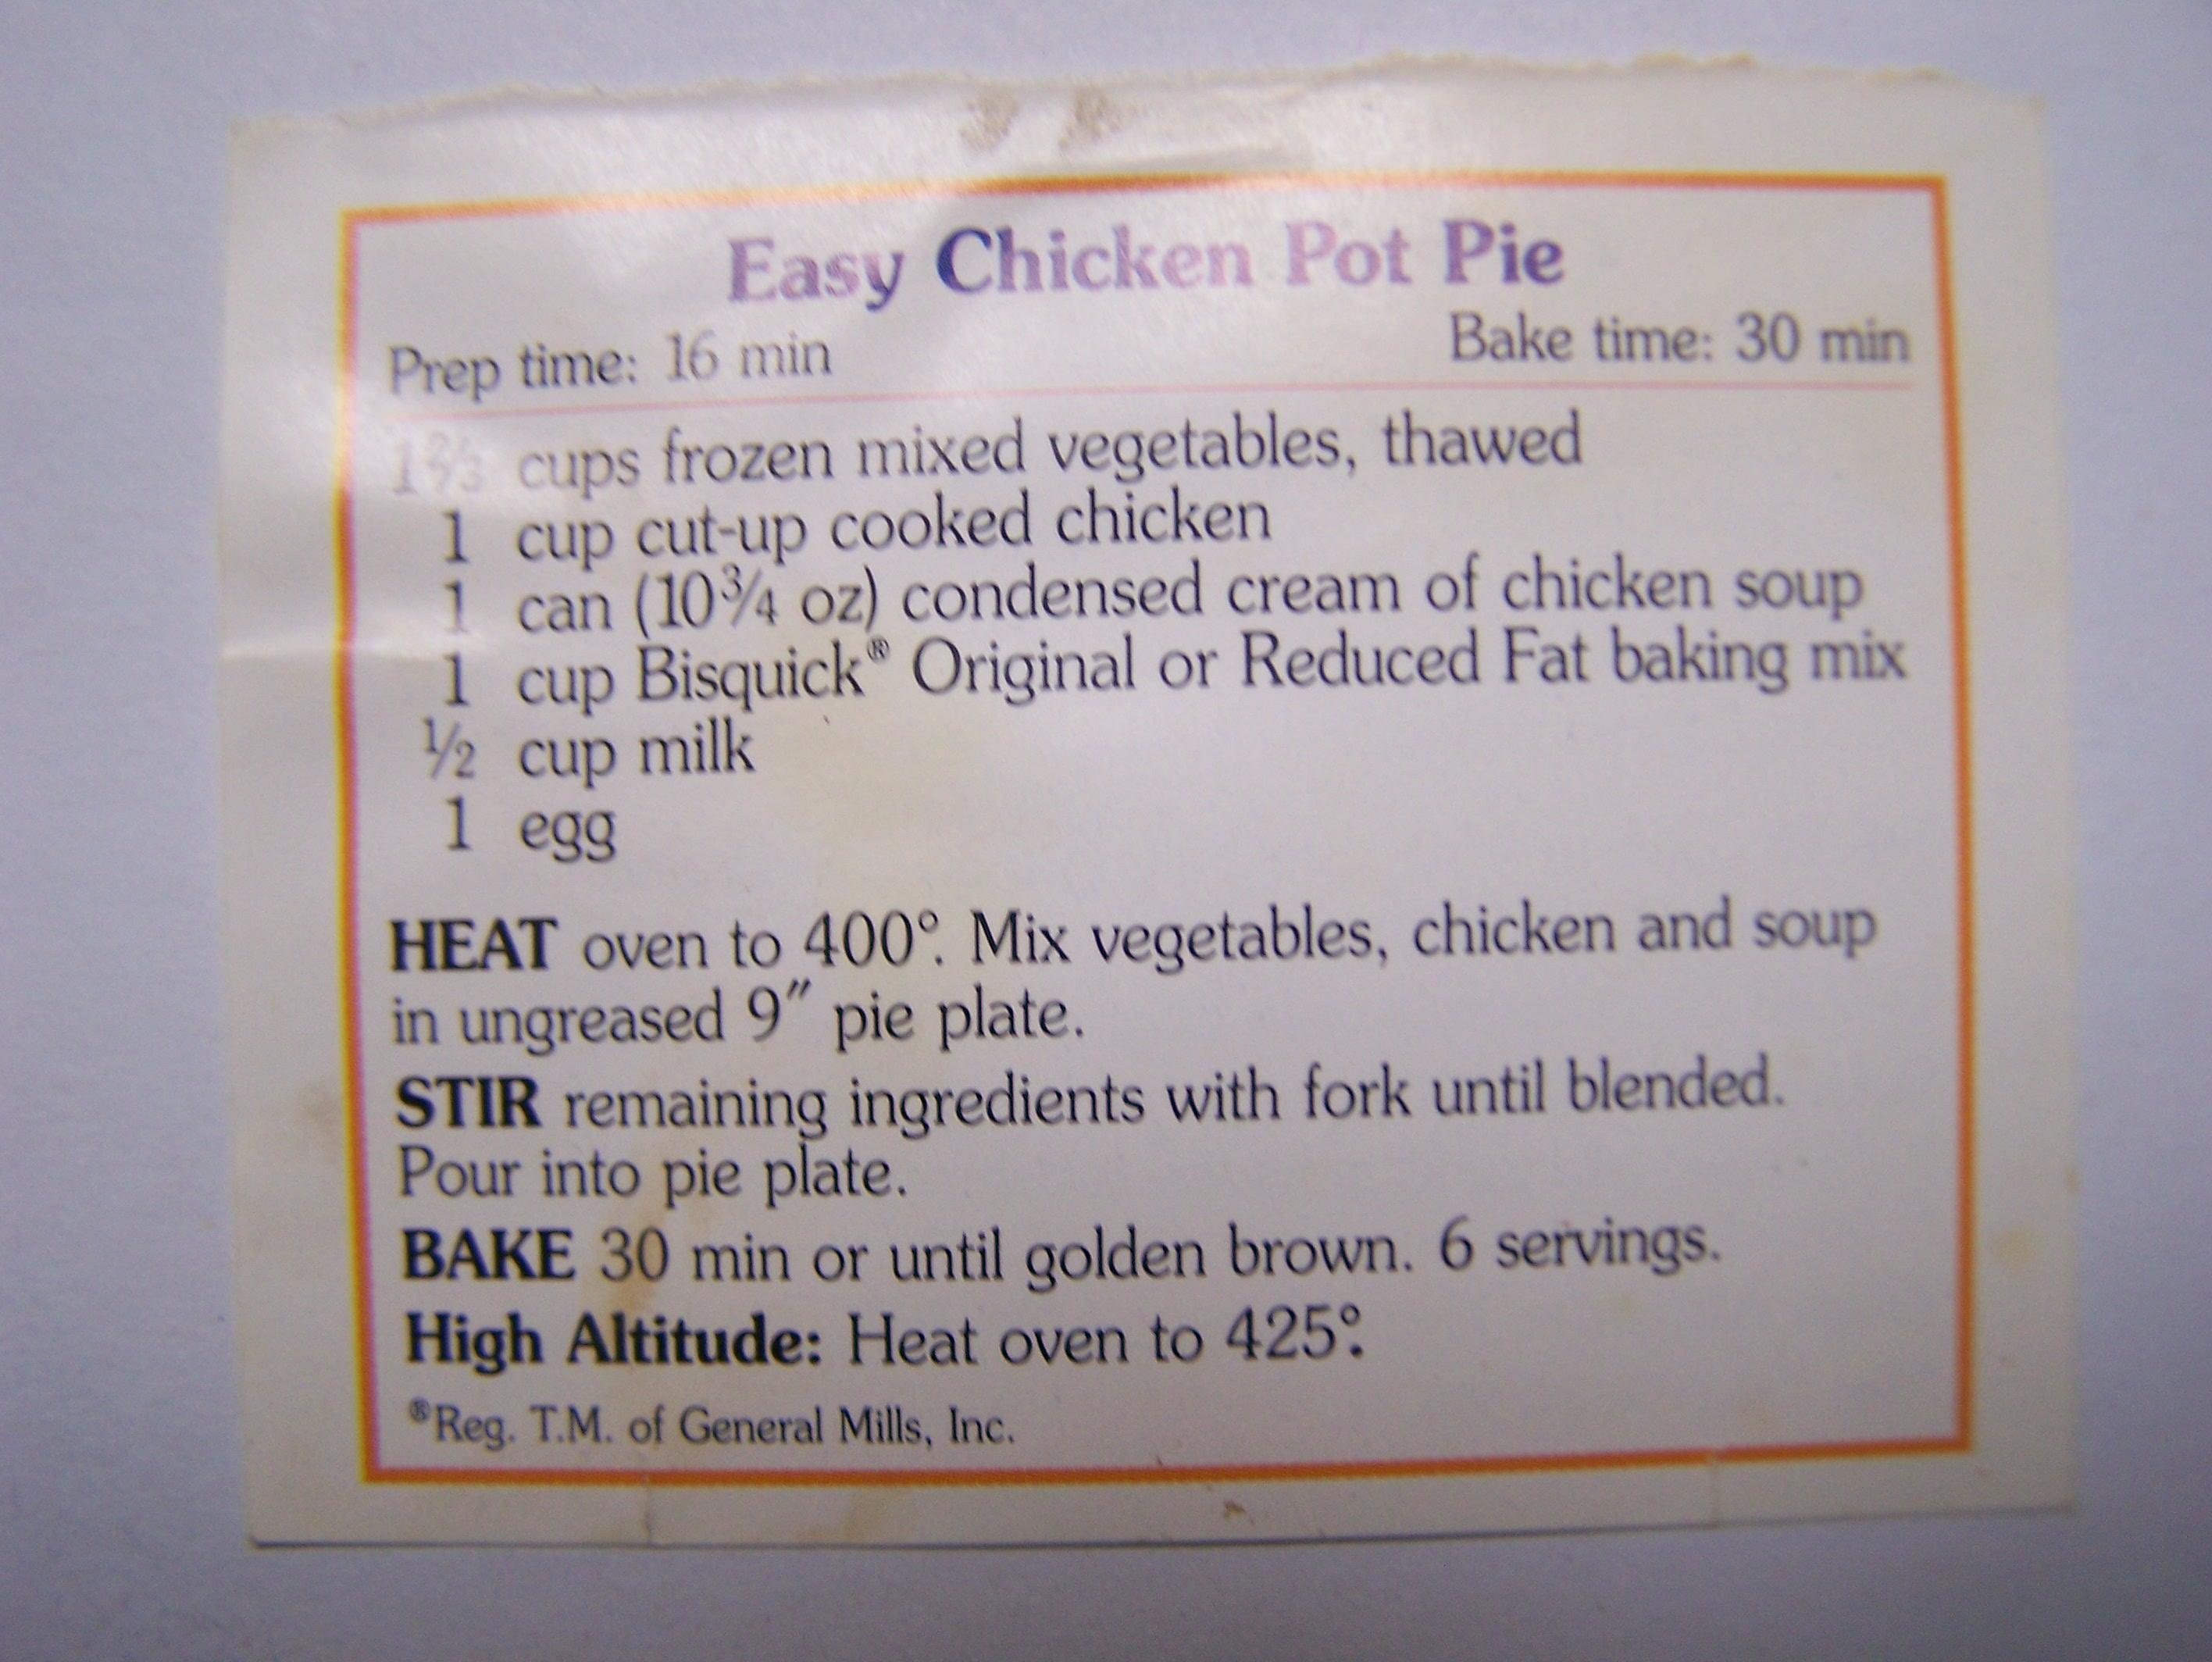 Easy Chicken Pot Pie
Prep time: 16 min Bake time: 30 min
1⅔ cups frozen mixed vegetables, thawed
1 cup cut-up cooked chicken
1 can (10¾ oz) condensed cream of chicken soup
1 cup Bisquick® Original or Reduced Fat baking mix
½ cup milk
1 egg
HEAT oven to 400°. Mix vegetables, chicken and soup
in ungreased 9″ pie plate.
STIR remaining ingredients with fork until blended.
Pour into pie plate.
BAKE 30 min or until golden brown. 6 servings.
High Altitude: Heat oven to 425°.
®Reg. T.M. of General Mills, Inc.